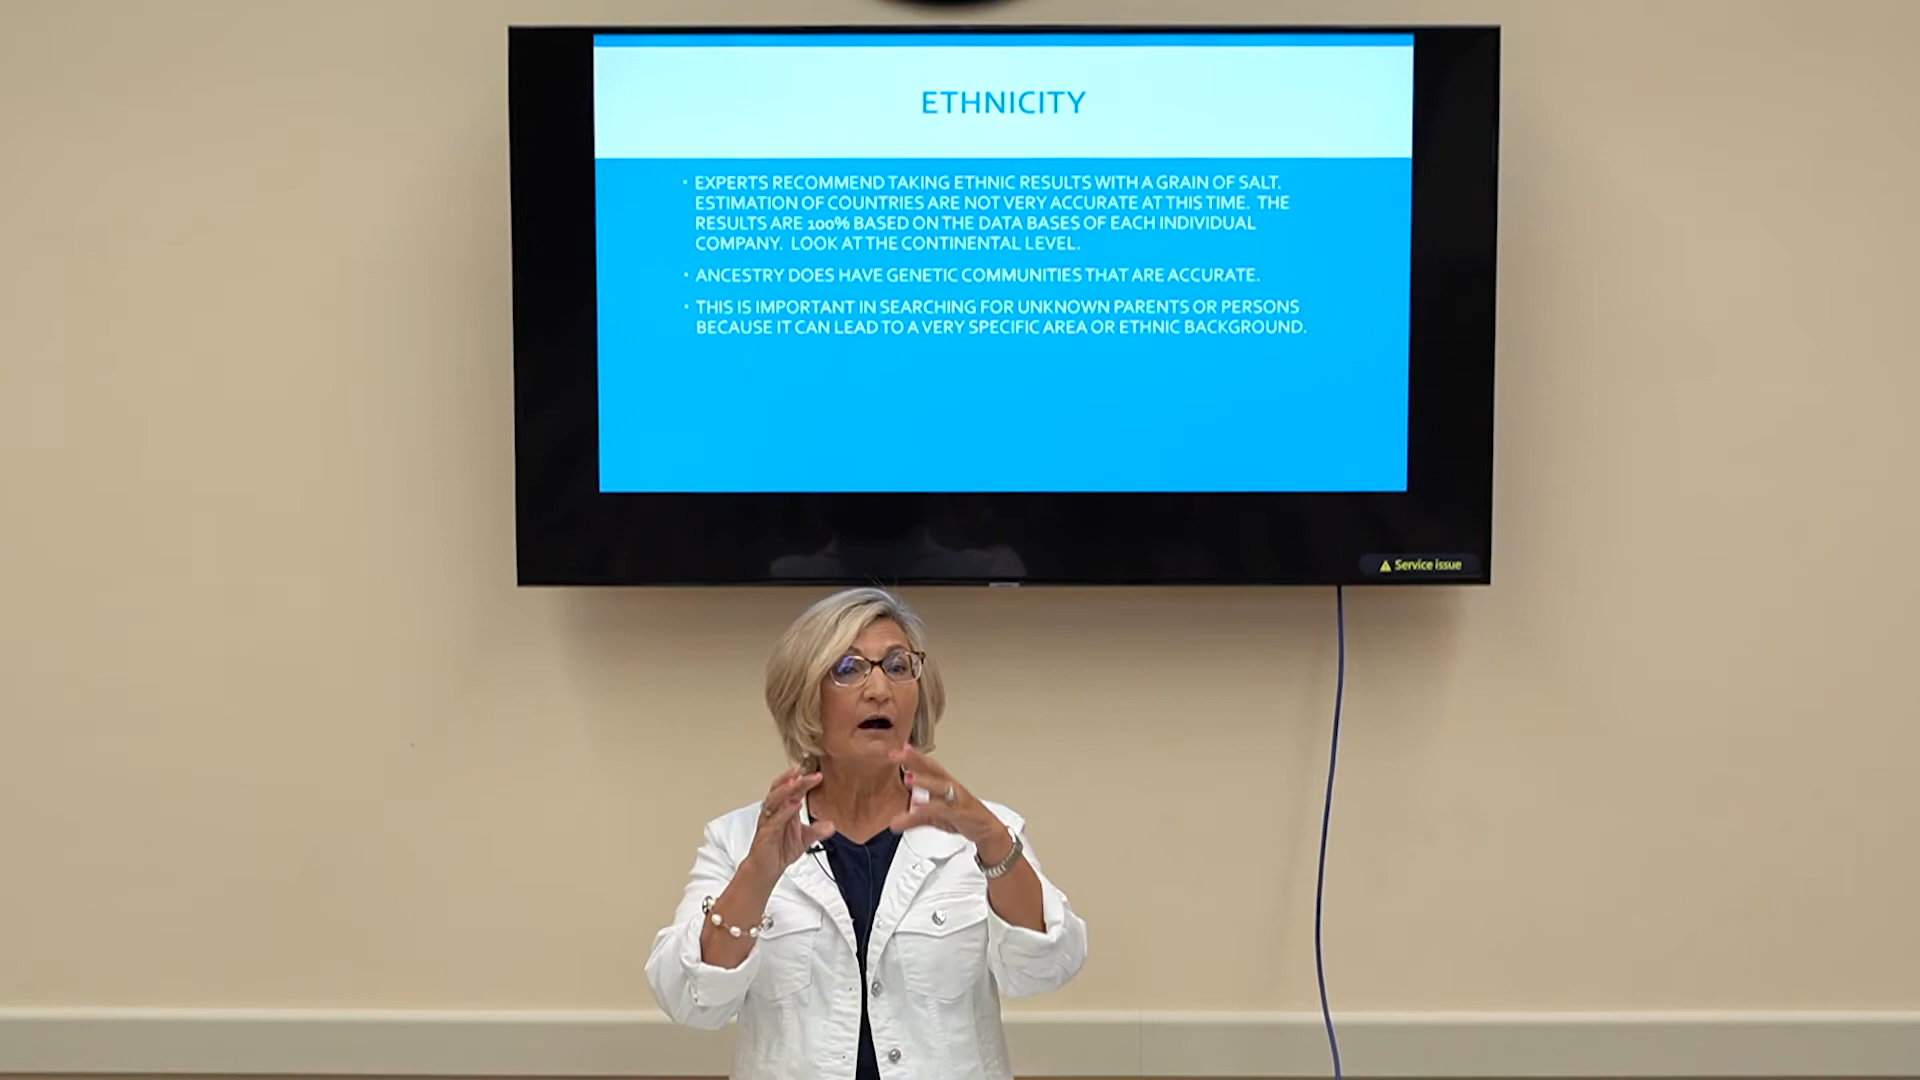 ETHNICITY
• EXPERTS RECOMMEND TAKING ETHNIC RESULTS WITH A GRAIN OF SALT.
ESTIMATION OF COUNTRIES ARE NOT VERY ACCURATE AT THIS TIME. THE
RESULTS ARE 100% BASED ON THE DATA BASES OF EACH INDIVIDUAL
COMPANY. LOOK AT THE CONTINENTAL LEVEL.
• ANCESTRY DOES HAVE GENETIC COMMUNITIES THAT ARE ACCURATE.
• THIS IS IMPORTANT IN SEARCHING FOR UNKNOWN PARENTS OR PERSONS
BECAUSE IT CAN LEAD TO A VERY SPECIFIC AREA OR ETHNIC BACKGROUND.
Service issue